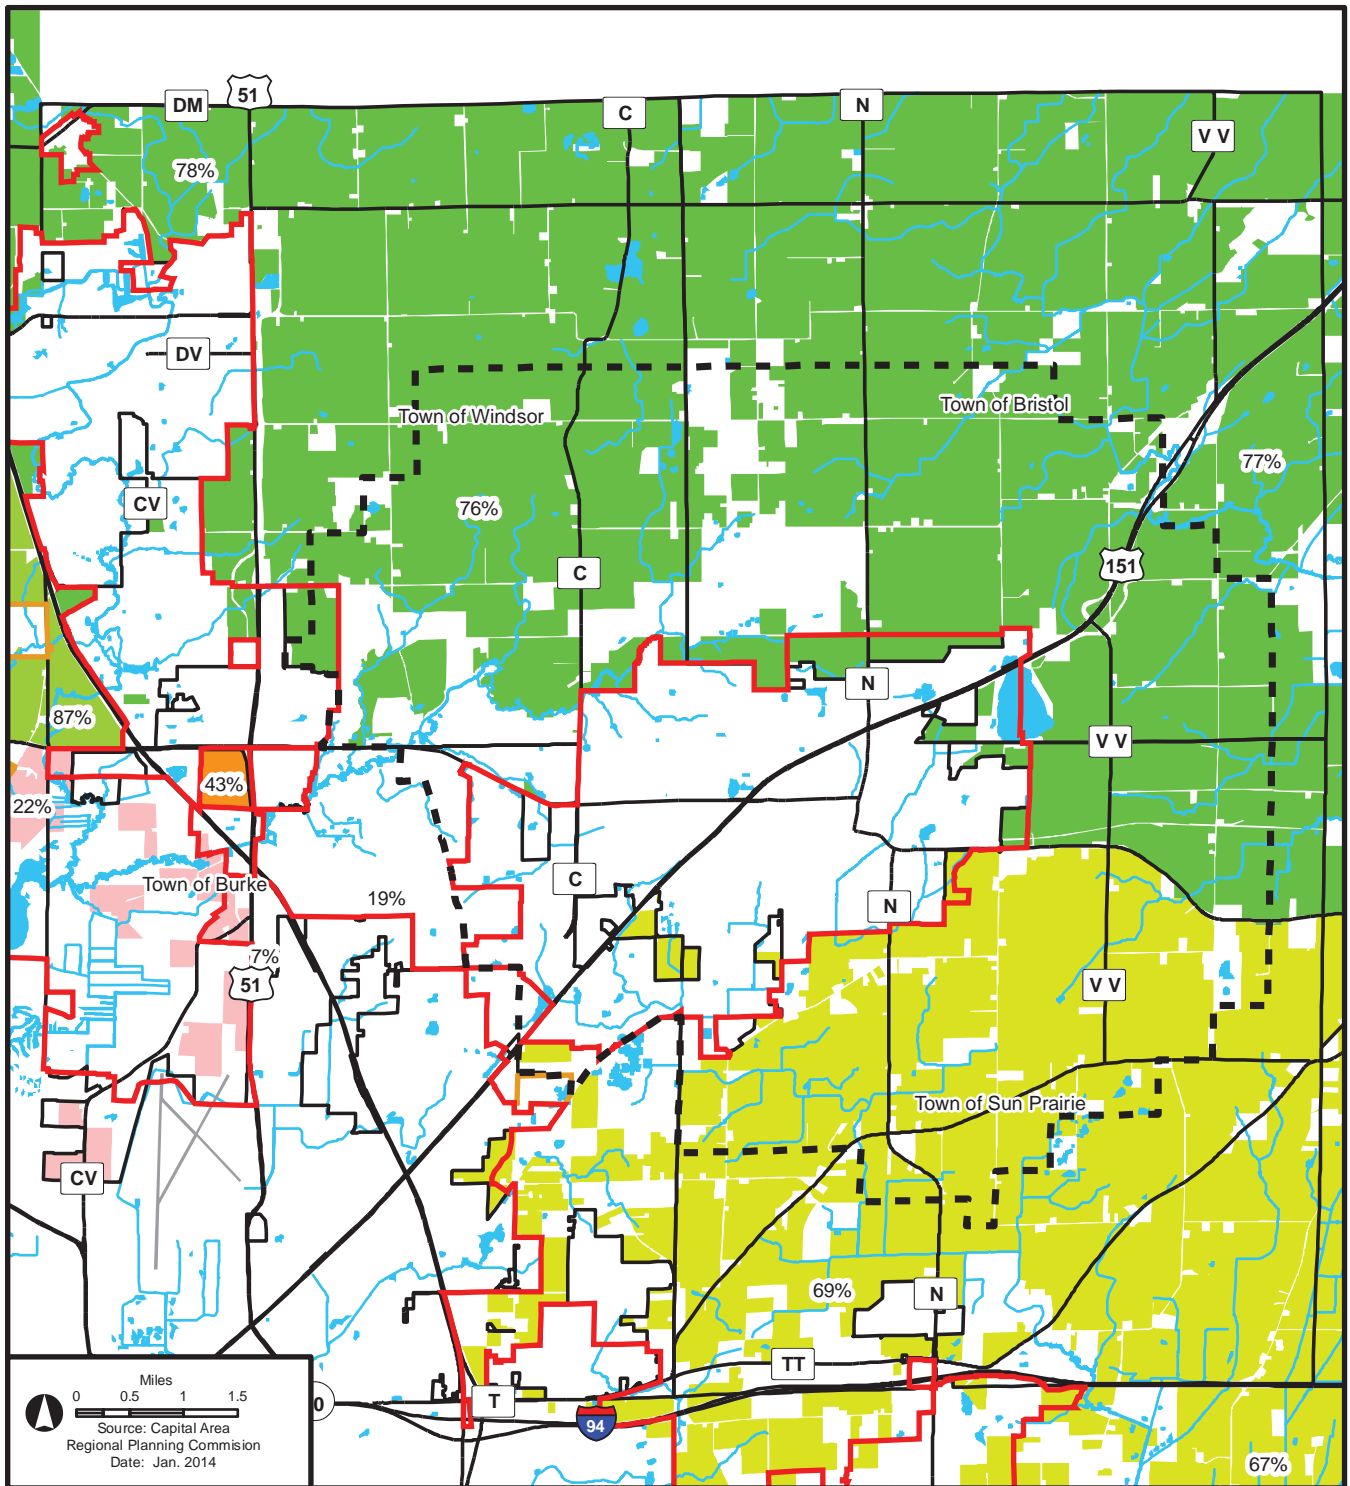 DM
51
C
N
V V
78%
DV
Town of Windsor
Town of Bristol
77%
CV
76%
C
151
N
87%
V V
43%
22%
C
Town of Burke
19%
N
7%
51
V V
Town of Sun Prairie
CV
69%
N
TT
T
94
0
67%
Miles
0 0.5 1 1.5
Source: Capital Area
Regional Planning Commision
Date: Jan. 2014